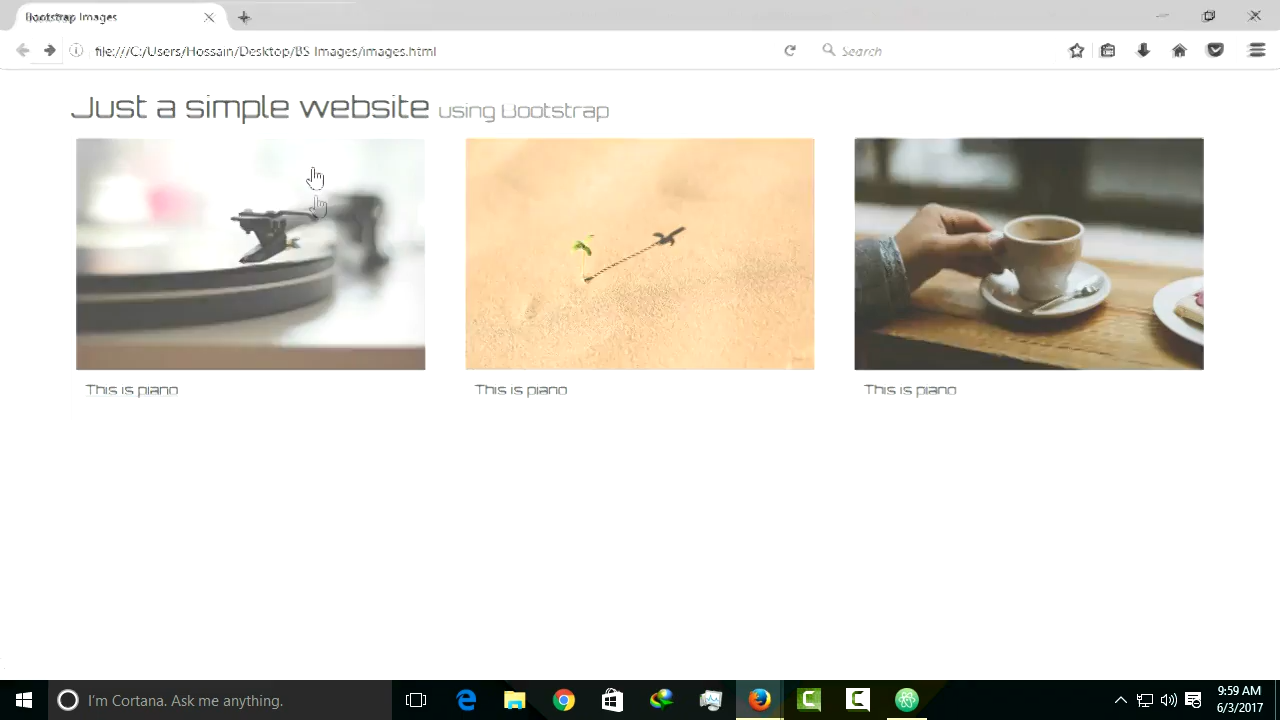 Bootstrap Images
file:///C:/Users/Hossain/Desktop/BS Images/images.html
Search
Just a simple website using Bootstrap
This is piano
This is piano
This is piano
I'm Cortana. Ask me anything.
9:59 AM
6/3/2017